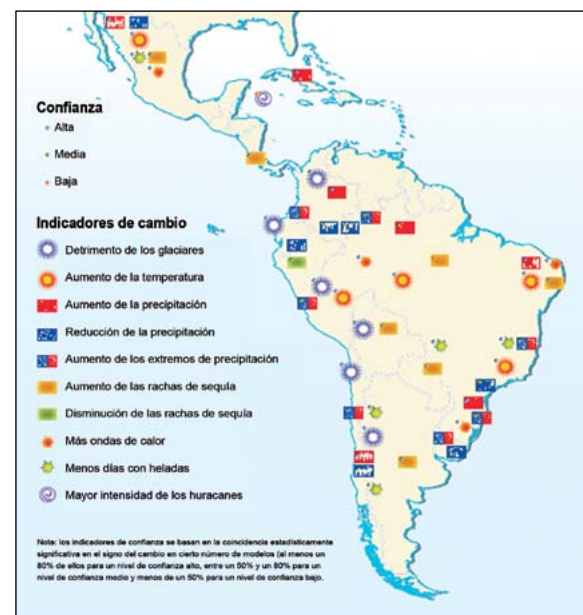 Confianza
Alta
Media
Baja
Indicadores de cambio
Detrimento de los glaciares
Aumento de la temperatura
Aumento de la precipitación
Reducción de la precipitación
Aumento de los extremos de precipitación
Aumento de las rachas de sequía
Disminución de las rachas de sequía
Más ondas de calor
Menos días con heladas
Mayor intensidad de los huracanes
Nota: los indicadores de confianza se basan en la coincidencia estadísticamente
significativa en el signo del cambio en cierto número de modelos (al menos un
80% de ellos para un nivel de confianza alto, entre un 50% y un 80% para un
nivel de confianza medio y menos de un 50% para un nivel de confianza bajo.